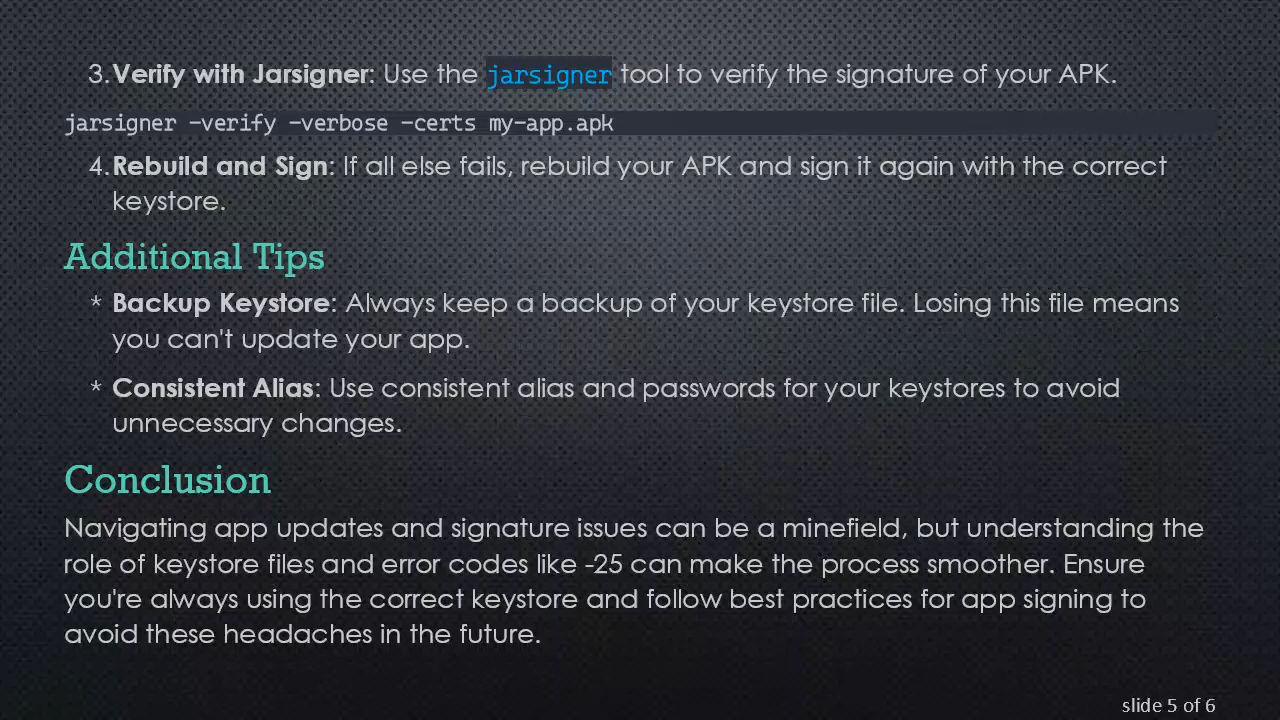 3. Verify with Jarsigner: Use the jarsigner tool to verify the signature of your APK.
jarsigner -verify -verbose -certs my-app.apk
4. Rebuild and Sign: If all else fails, rebuild your APK and sign it again with the correct
keystore.
Additional Tips
* Backup Keystore: Always keep a backup of your keystore file. Losing this file means
you can't update your app.
* Consistent Alias: Use consistent alias and passwords for your keystores to avoid
unnecessary changes.
Conclusion
Navigating app updates and signature issues can be a minefield, but understanding the
role of keystore files and error codes like -25 can make the process smoother. Ensure
you're always using the correct keystore and follow best practices for app signing to
avoid these headaches in the future.
slide 5 of 6